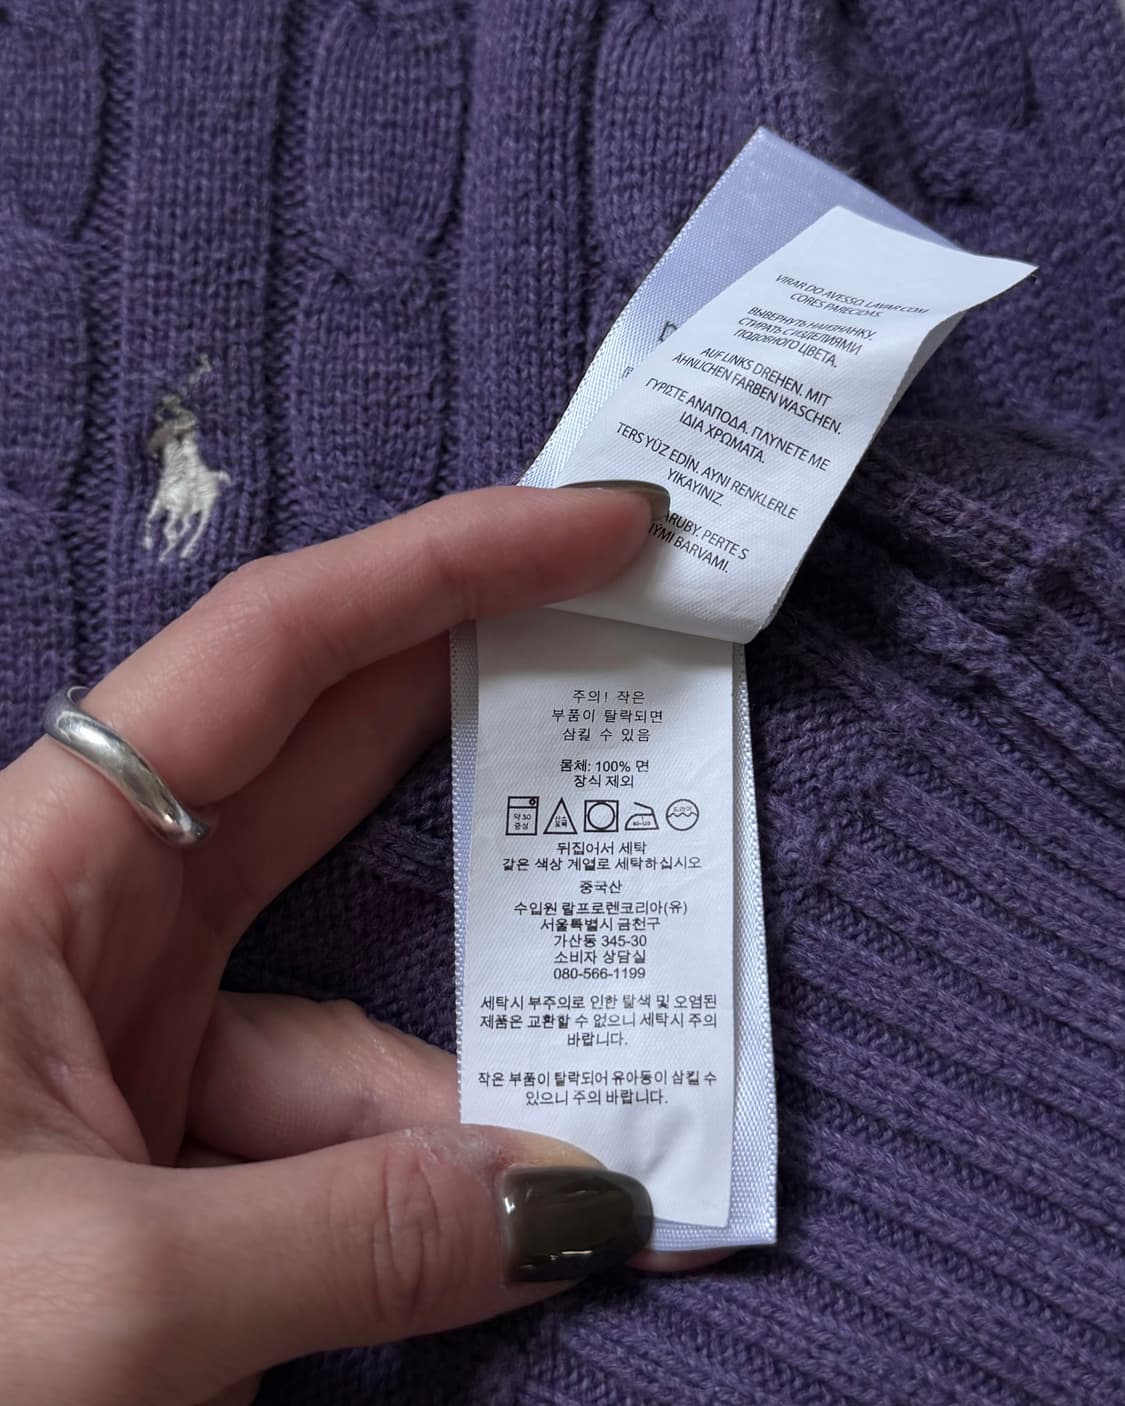 VIRAR DO AVESSO. LAVAR COM
CORES PARECIDAS.
ВЫВЕРНУТЬ НАИЗНАНКУ.
СТИРАТЬ С ИЗДЕЛИЯМИ
ПОДОБНОГО ЦВЕТА.
AUF LINKS DREHEN. MIT
ÄHNLICHEN FARBEN WASCHEN.
ΓΥΡΙΣΤΕ ΑΝΑΠΟΔΑ. ΠΛΥΝΕΤΕ ΜΕ
ΙΔΙΑ ΧΡΩΜΑΤΑ.
TERS YÜZ EDİN. AYNI RENKLERLE
YIKAYINIZ.
PERTE S
BARVAMI.
주의! 작은
부품이 탈락되면
삼킬 수 있음
몸체: 100% 면
장식 제외
약 30
중성
드라이
뒤집어서 세탁
같은 색상 계열로 세탁하십시오
중국산
수입원 랄프로렌코리아(유)
서울특별시 금천구
가산동 345-30
소비자 상담실
080-566-1199
세탁시 부주의로 인한 탈색 및 오염된
제품은 교환할 수 없으니 세탁시 주의
바랍니다.
작은 부품이 탈락되어 유아동이 삼킬 수
있으니 주의 바랍니다.